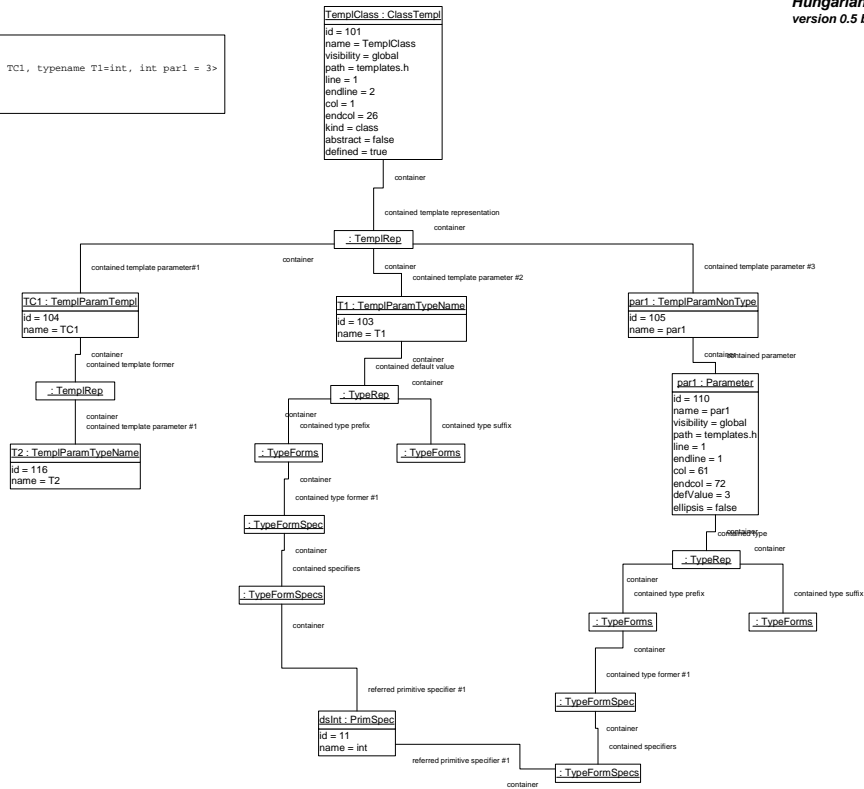 Hungarian
version 0.5 b
TC1, typename T1=int, int par1 = 3>
TemplClass : ClassTempl
id = 101
name = TemplClass
visibility = global
path = templates.h
line = 1
endline = 2
col = 1
endcol = 26
kind = class
abstract = false
defined = true
container
contained template representation
container
: TemplRep
container
container
contained template parameter#1
contained template parameter #2
contained template parameter #3
TC1 : TemplParamTempl
id = 104
name = TC1
T1 : TemplParamTypeName
id = 103
name = T1
par1 : TemplParamNonType
id = 105
name = par1
container
contained template former
container
contained default value
container
container
contained parameter
: TemplRep
: TypeRep
par1 : Parameter
id = 110
name = par1
visibility = global
path = templates.h
line = 1
endline = 1
col = 61
endcol = 72
defValue = 3
ellipsis = false
container
contained template parameter #1
container
contained type prefix
contained type suffix
T2 : TemplParamTypeName
id = 116
name = T2
: TypeForms
: TypeForms
container
contained type former #1
: TypeFormSpec
container
contained specifiers
container
contained type
container
: TypeRep
: TypeFormSpecs
container
container
contained type prefix
contained type suffix
: TypeForms
: TypeForms
container
contained type former #1
referred primitive specifier #1
: TypeFormSpec
dsInt : PrimSpec
id = 11
name = int
container
contained specifiers
referred primitive specifier #1
: TypeFormSpecs
container